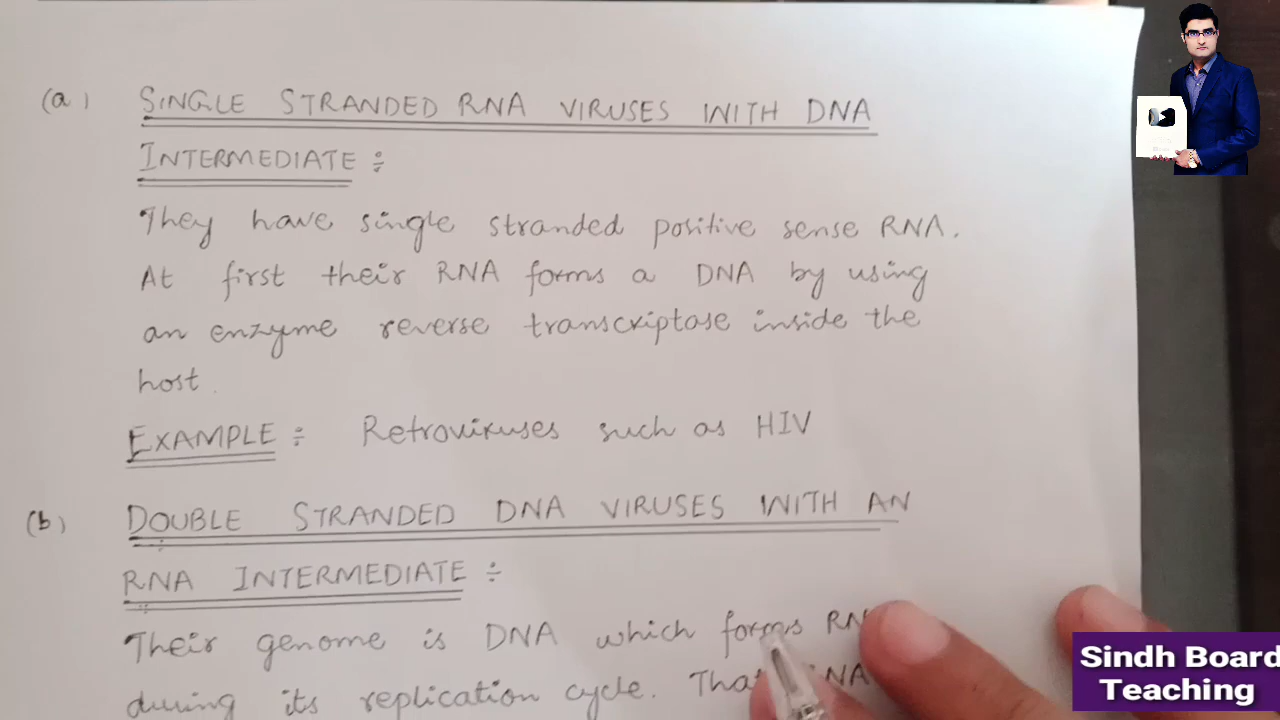 (a) SINGLE STRANDED RNA VIRUSES WITH DNA
INTERMEDIATE :
They have single stranded positive sense RNA.
At first their RNA forms a DNA by using
an enzyme reverse transcriptase inside the
host.
EXAMPLE : Retroviruses such as HIV
(b) DOUBLE STRANDED DNA VIRUSES WITH AN
RNA INTERMEDIATE :
Their genome is DNA which forms
during its replication cycle.
Sindh Board
Teaching